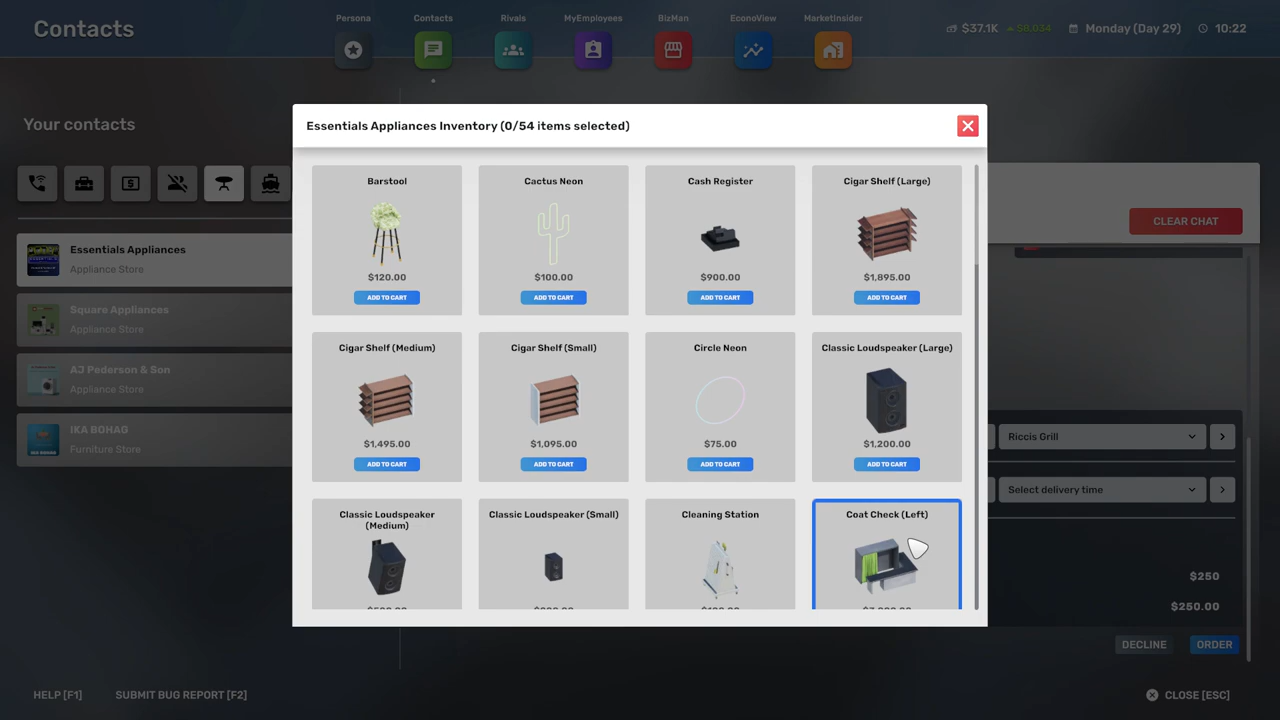 Contacts
Persona
Contacts
Rivals
MyEmployees
BizMan
EconoView
MarketInsider
$37.1K
$8,034
Monday (Day 29)
10:22
Your contacts
Essentials Appliances
Appliance Store
Square Appliances
Appliance Store
AJ Pederson & Son
Appliance Store
IKA BOHAG
Furniture Store
Essentials Appliances Inventory (0/54 items selected)
Barstool
$120.00
ADD TO CART
Cactus Neon
$100.00
ADD TO CART
Cash Register
$900.00
ADD TO CART
Cigar Shelf (Large)
$1,895.00
ADD TO CART
Cigar Shelf (Medium)
$1,495.00
ADD TO CART
Cigar Shelf (Small)
$1,095.00
ADD TO CART
Circle Neon
$75.00
ADD TO CART
Classic Loudspeaker (Large)
$1,200.00
ADD TO CART
Classic Loudspeaker
(Medium)
Classic Loudspeaker (Small)
Cleaning Station
Coat Check (Left)
CLEAR CHAT
Riccis Grill
Select delivery time
$250
$250.00
DECLINE
ORDER
HELP [F1]
SUBMIT BUG REPORT [F2]
CLOSE [ESC]